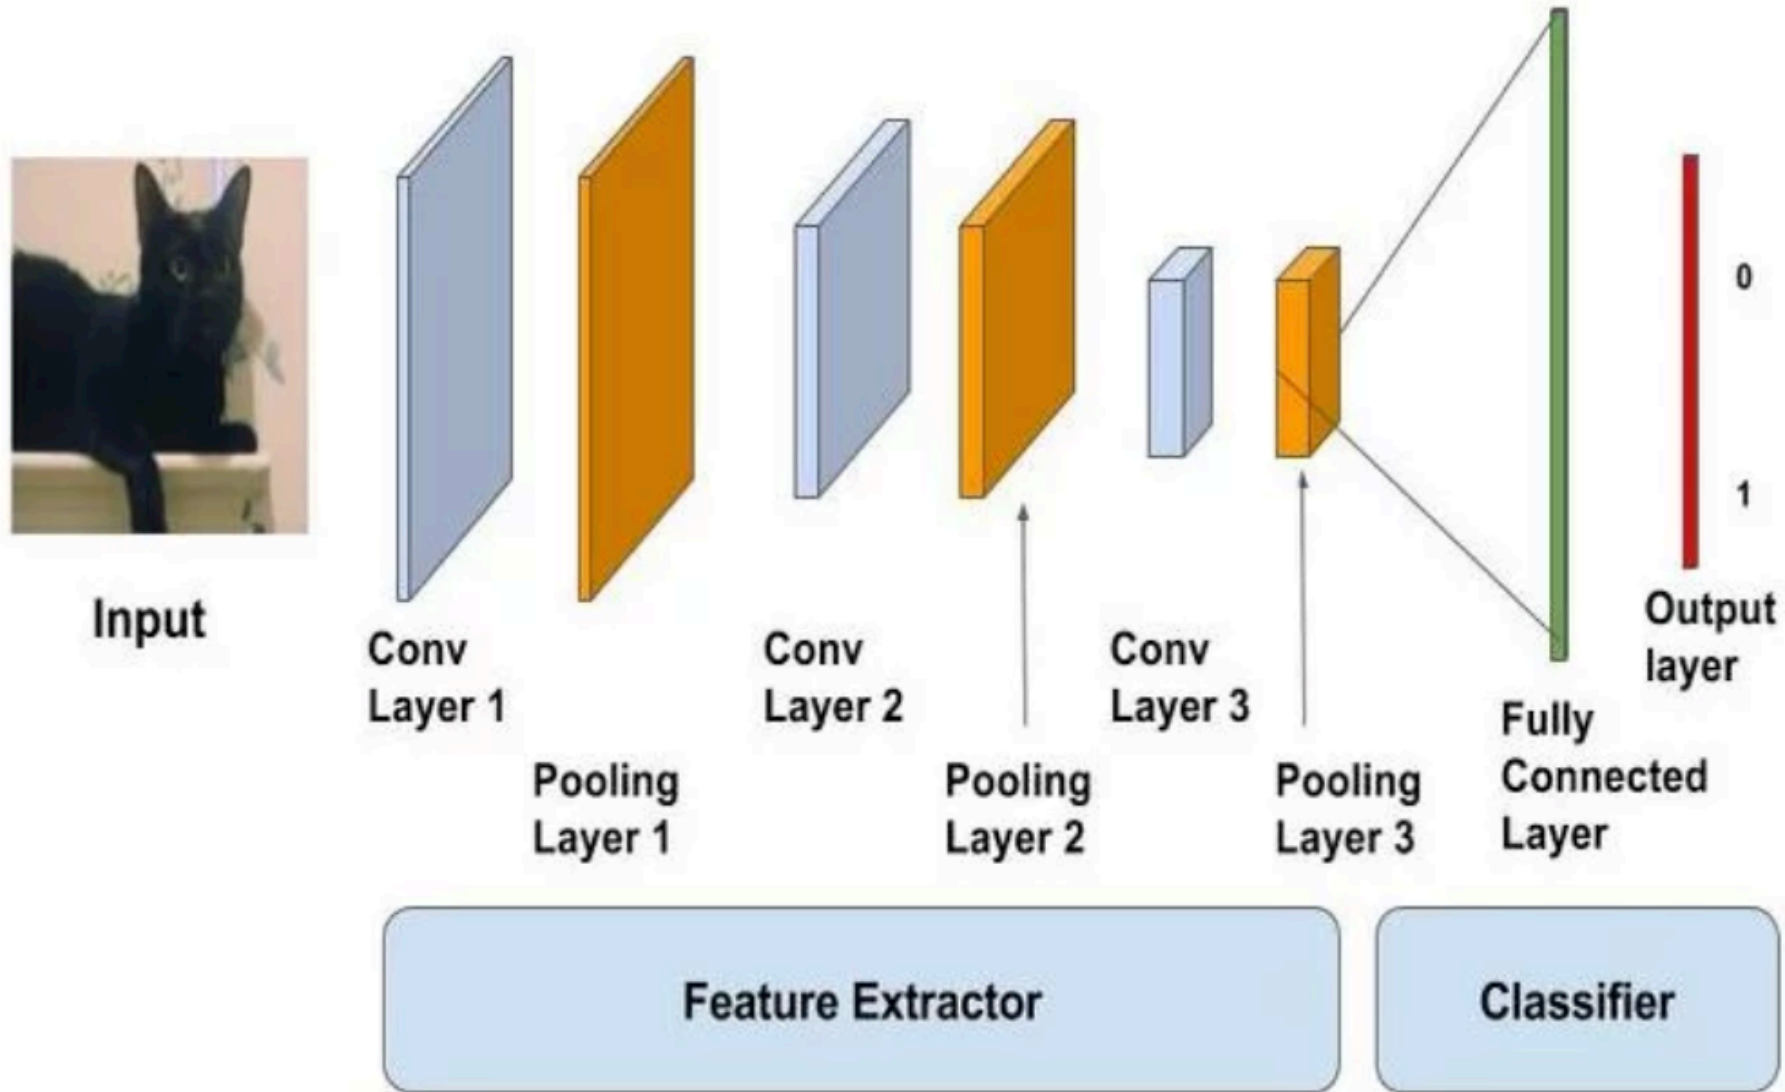 Input
Conv
Layer 1
Pooling
Layer 1
Conv
Layer 2
Pooling
Layer 2
Conv
Layer 3
Pooling
Layer 3
Fully
Connected
Layer
0
1
Output
layer
Feature Extractor
Classifier